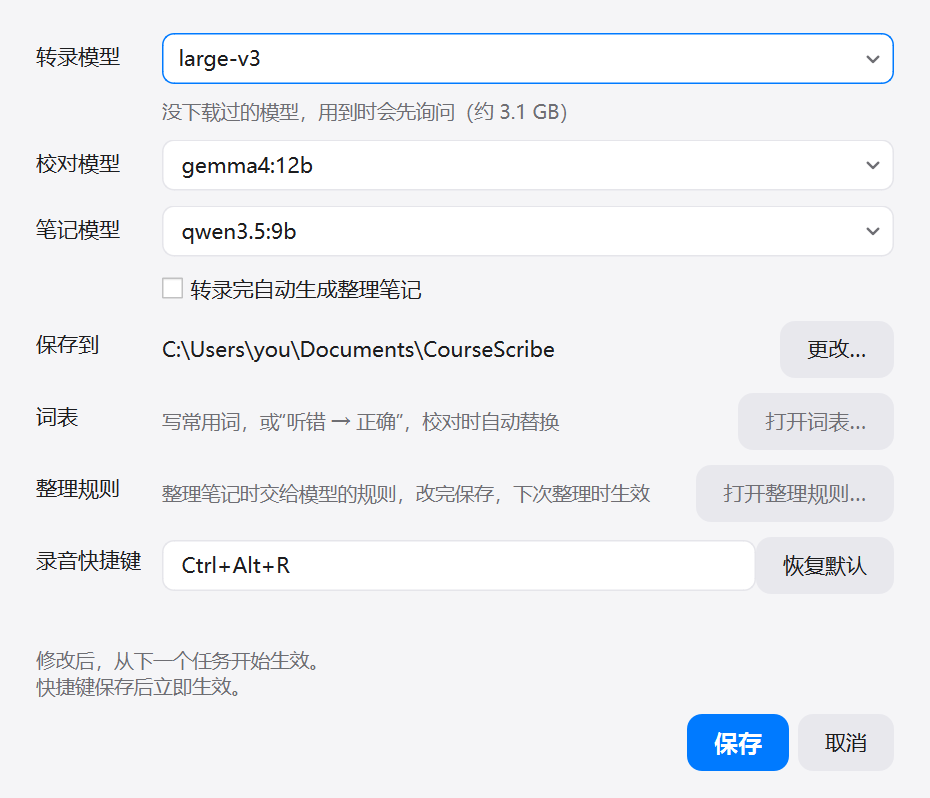 转录模型
large-v3
没下载过的模型，用到时会先询问（约 3.1 GB）
校对模型
gemma4:12b
笔记模型
qwen3.5:9b
转录完自动生成整理笔记
保存到
C:\Users\you\Documents\CourseScribe
更改...
词表
写常用词，或“听错 → 正确”，校对时自动替换
打开词表...
整理规则
整理笔记时交给模型的规则，改完保存，下次整理时生效
打开整理规则...
录音快捷键
Ctrl+Alt+R
恢复默认
修改后，从下一个任务开始生效。
快捷键保存后立即生效。
保存
取消